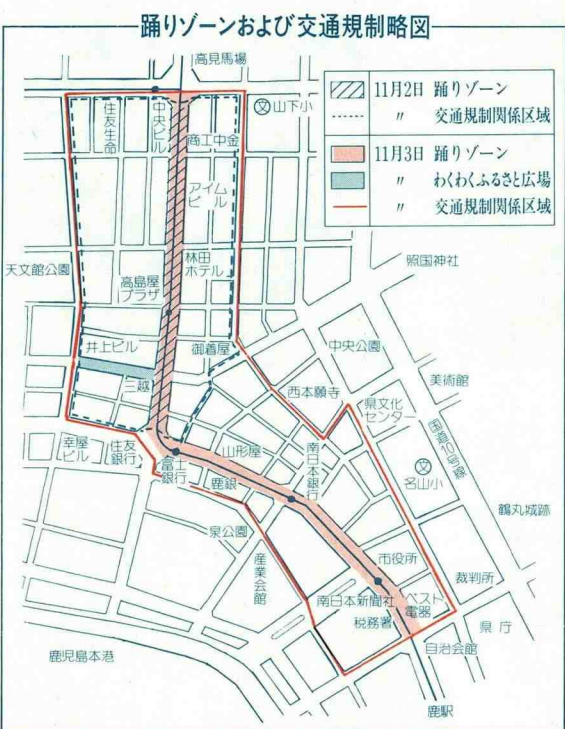 踊りゾーンおよび交通規制略図
高見馬場
11月2日 踊りゾーン
〃 交通規制関係区域
11月3日 踊りゾーン
〃 わくわくふるさと広場
〃 交通規制関係区域
住友生命
中央ビル
商工中金
文 山下小
アイムビル
林田ホテル
天文館公園
高島屋プラザ
照国神社
井上ビル
御着屋
中央公園
三越
西本願寺
美術館
県文化センター
国道10号線
幸屋ビル
住友銀行
富士銀行
山形屋
鹿銀
南日本銀行
文
名山小
鶴丸城跡
泉公園
産業会館
市役所
裁判所
南日本新聞社
ベスト電器
税務署
県庁
自治会館
鹿児島本港
鹿駅